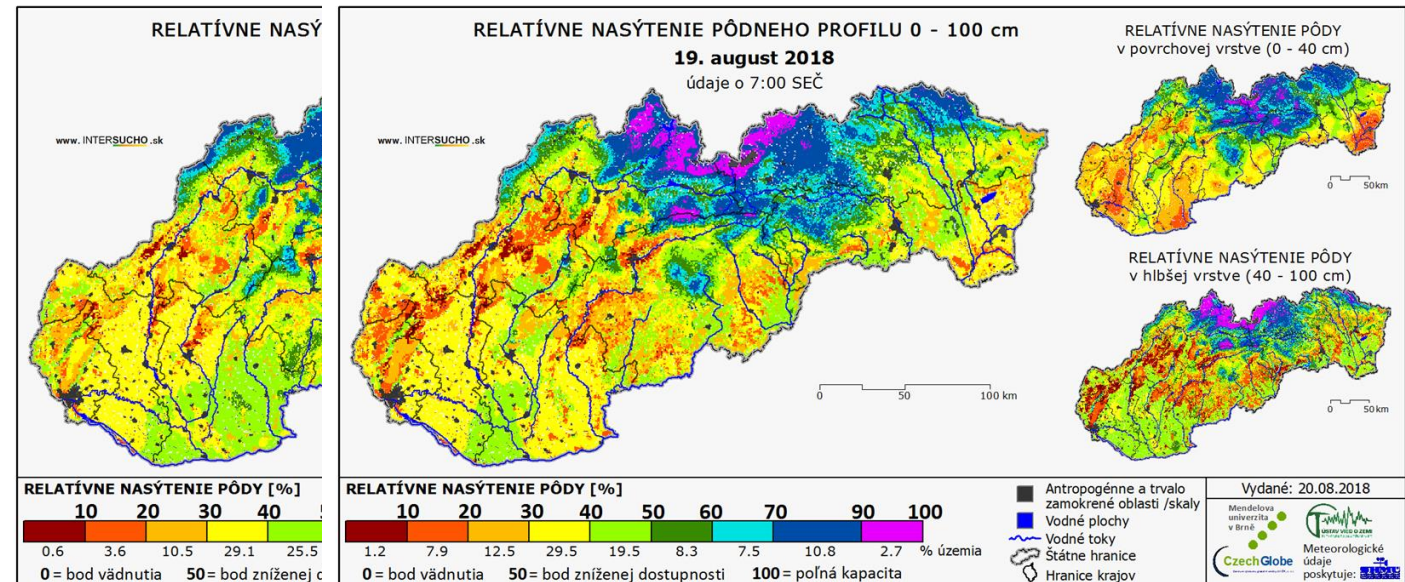 RELATÍVNE NASÝ
www. INTERSUCHO .sk
RELATÍVNE NASÝTENIE PÔDY [%]
10 20 30 40
0.6 3.6 10.5 29.1 25.5
0 = bod vädnutia 50 = bod zníženej d
RELATÍVNE NASÝTENIE PÔDNEHO PROFILU 0 - 100 cm
19. august 2018
údaje o 7:00 SEČ
www. INTERSUCHO .sk
0 50 100 km
RELATÍVNE NASÝTENIE PÔDY [%]
10 20 30 40 50 60 70 90 100
1.2 7.9 12.5 29.5 19.5 8.3 7.5 10.8 2.7 % územia
0 = bod vädnutia 50 = bod zníženej dostupnosti 100 = poľná kapacita
RELATÍVNE NASÝTENIE PÔDY
v povrchovej vrstve (0 - 40 cm)
0 50km
RELATÍVNE NASÝTENIE PÔDY
v hlbšej vrstve (40 - 100 cm)
0 50 km
Antropogénne a trvalo
zamokrené oblasti /skaly
Vodné plochy
Vodné toky
Štátne hranice
Hranice krajov
Vydané: 20.08.2018
Mendelova
univerzita
v Brně
CzechGlobe
Meteorologické
údaje
poskytuje: